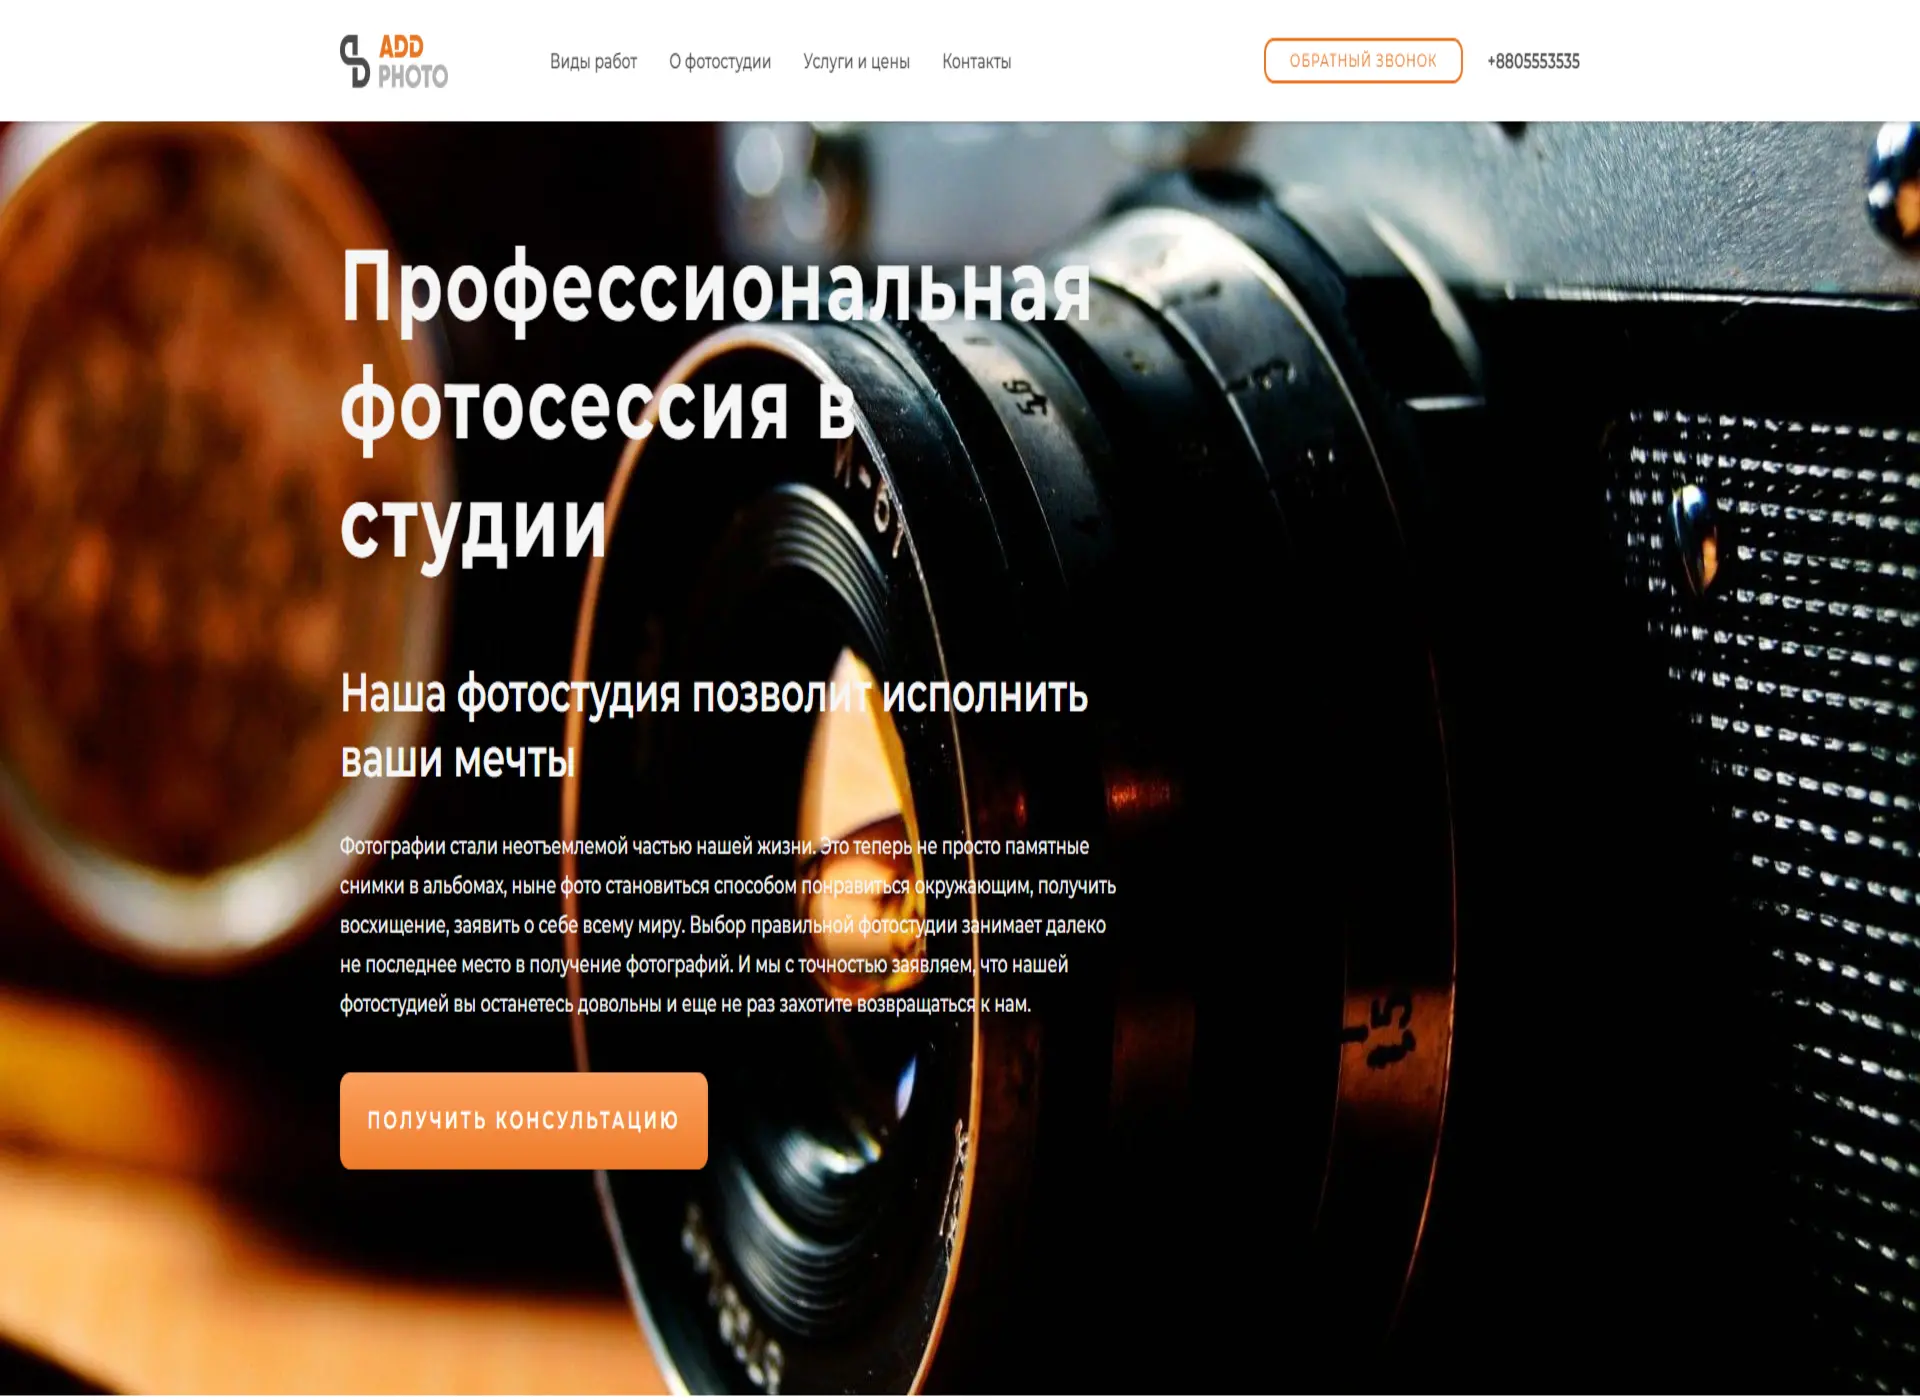 ADD
PHOTO
Виды работ
О фотостудии
Услуги и цены
Контакты
ОБРАТНЫЙ ЗВОНОК
+8805553535
Профессиональная
фотосессия в
студии
5,6
Наша фотостудия позволит исполнить
ваши мечты
Фотографии стали неотъемлемой частью нашей жизни. Это теперь не просто памятные
снимки в альбомах, ныне фото становиться способом понравиться окружающим, получить
восхищение, заявить о себе всему миру. Выбор правильной фотостудии занимает далеко
не последнее место в получение фотографий. И мы с точностью заявляем, что нашей
фотостудией вы останетесь довольны и еще не раз захотите возвращаться к нам.
ПОЛУЧИТЬ КОНСУЛЬТАЦИЮ